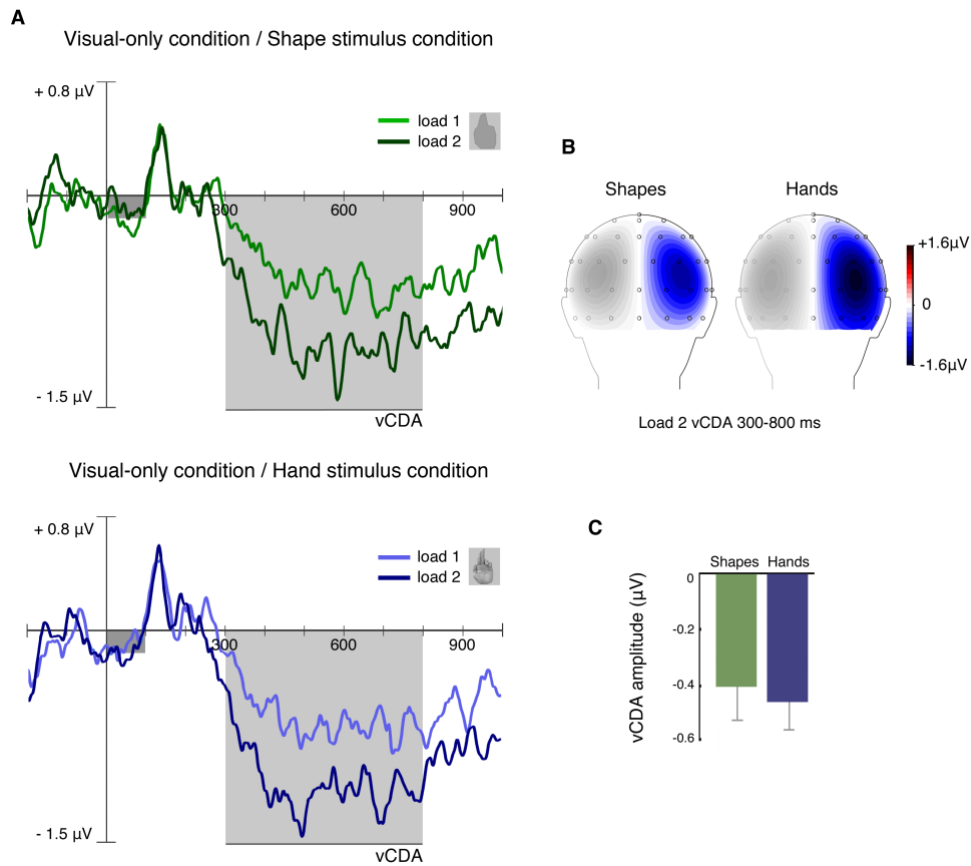 A
Visual-only condition / Shape stimulus condition
+ 0.8 µV
load 1
load 2
300
600
900
- 1.5 µV
vCDA
Visual-only condition / Hand stimulus condition
+ 0.8 µV
load 1
load 2
300
600
900
- 1.5 µV
vCDA
B
Shapes
Hands
+1.6µV
0
-1.6µV
Load 2 vCDA 300-800 ms
C
Shapes
Hands
vCDA amplitude (µV)
0
-0.2
-0.4
-0.6